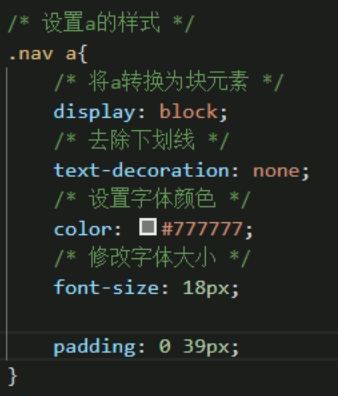 /* 设置a的样式 */
.nav a{
/* 将a转换为块元素 */
display: block;
/* 去除下划线 */
text-decoration: none;
/* 设置字体颜色 */
color: #777777;
/* 修改字体大小 */
font-size: 18px;
padding: 0 39px;
}